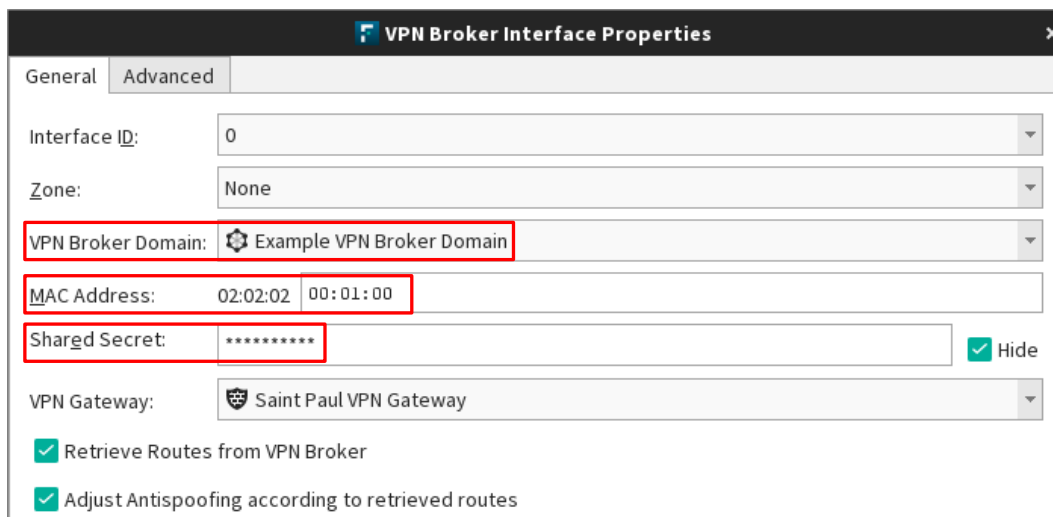 VPN Broker Interface Properties
General Advanced
Interface ID: 0
Zone: None
VPN Broker Domain: Example VPN Broker Domain
MAC Address: 02:02:02 00:01:00
Shared Secret: ********** Hide
VPN Gateway: Saint Paul VPN Gateway
Retrieve Routes from VPN Broker
Adjust Antispoofing according to retrieved routes